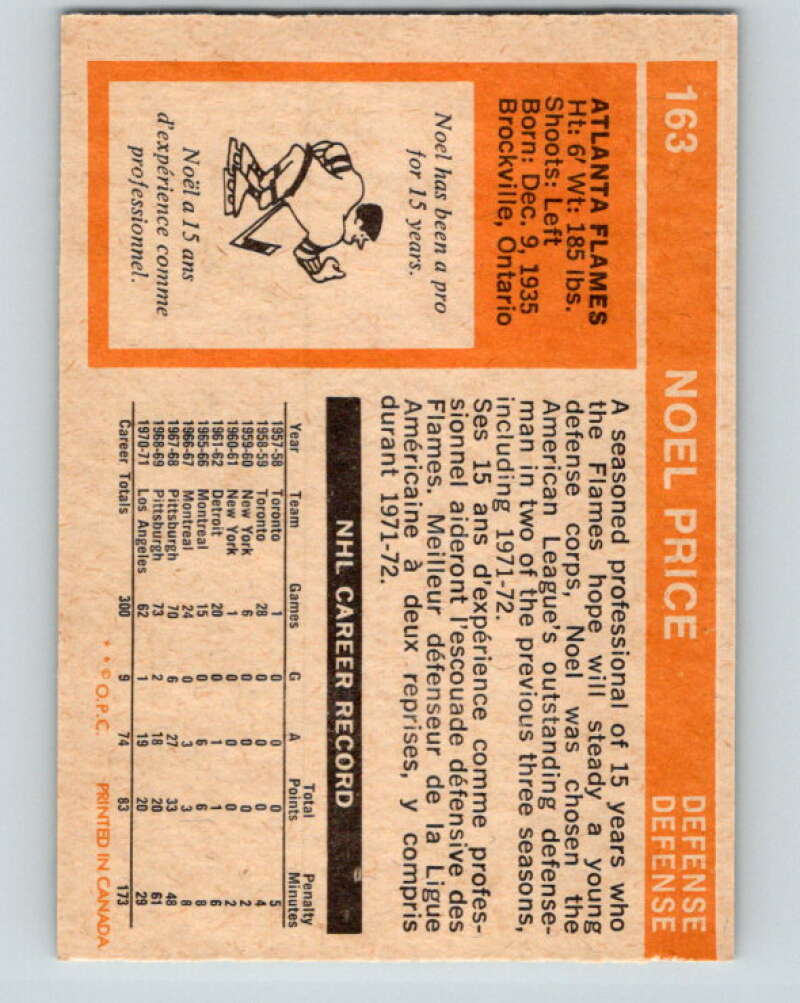 163 NOEL PRICE DEFENSE
DEFENSE
ATLANTA FLAMES
Ht: 6' Wt: 185 lbs.
Shoots: Left
Born: Dec. 9, 1935
Brockville, Ontario
Noel has been a pro
for 15 years.
Noël a 15 ans
d'expérience comme
professionnel.
A seasoned professional of 15 years who
the Flames hope will steady a young
defense corps, Noel was chosen the
American League's outstanding defense-
man in two of the previous three seasons,
including 1971-72.
Ses 15 ans d'expérience comme profes-
sionnel aideront l'escouade défensive des
Flames. Meilleur défenseur de la Ligue
Américaine à deux reprises, y compris
durant 1971-72.
NHL CAREER RECORD
Total Penalty
Year Team Games G A Points Minutes
1957-58 Toronto 1 0 0 0 5
1958-59 Toronto 28 0 0 0 4
1959-60 New York 6 0 0 0 2
1960-61 New York 1 0 0 0 2
1961-62 Detroit 20 0 1 1 6
1965-66 Montreal 15 0 6 6 8
1966-67 Montreal 24 0 3 3 8
1967-68 Pittsburgh 70 6 27 33 48
1968-69 Pittsburgh 73 2 18 20 61
1970-71 Los Angeles 62 1 19 20 29
Career Totals 300 9 74 83 173
* * © O.P.C. PRINTED IN CANADA